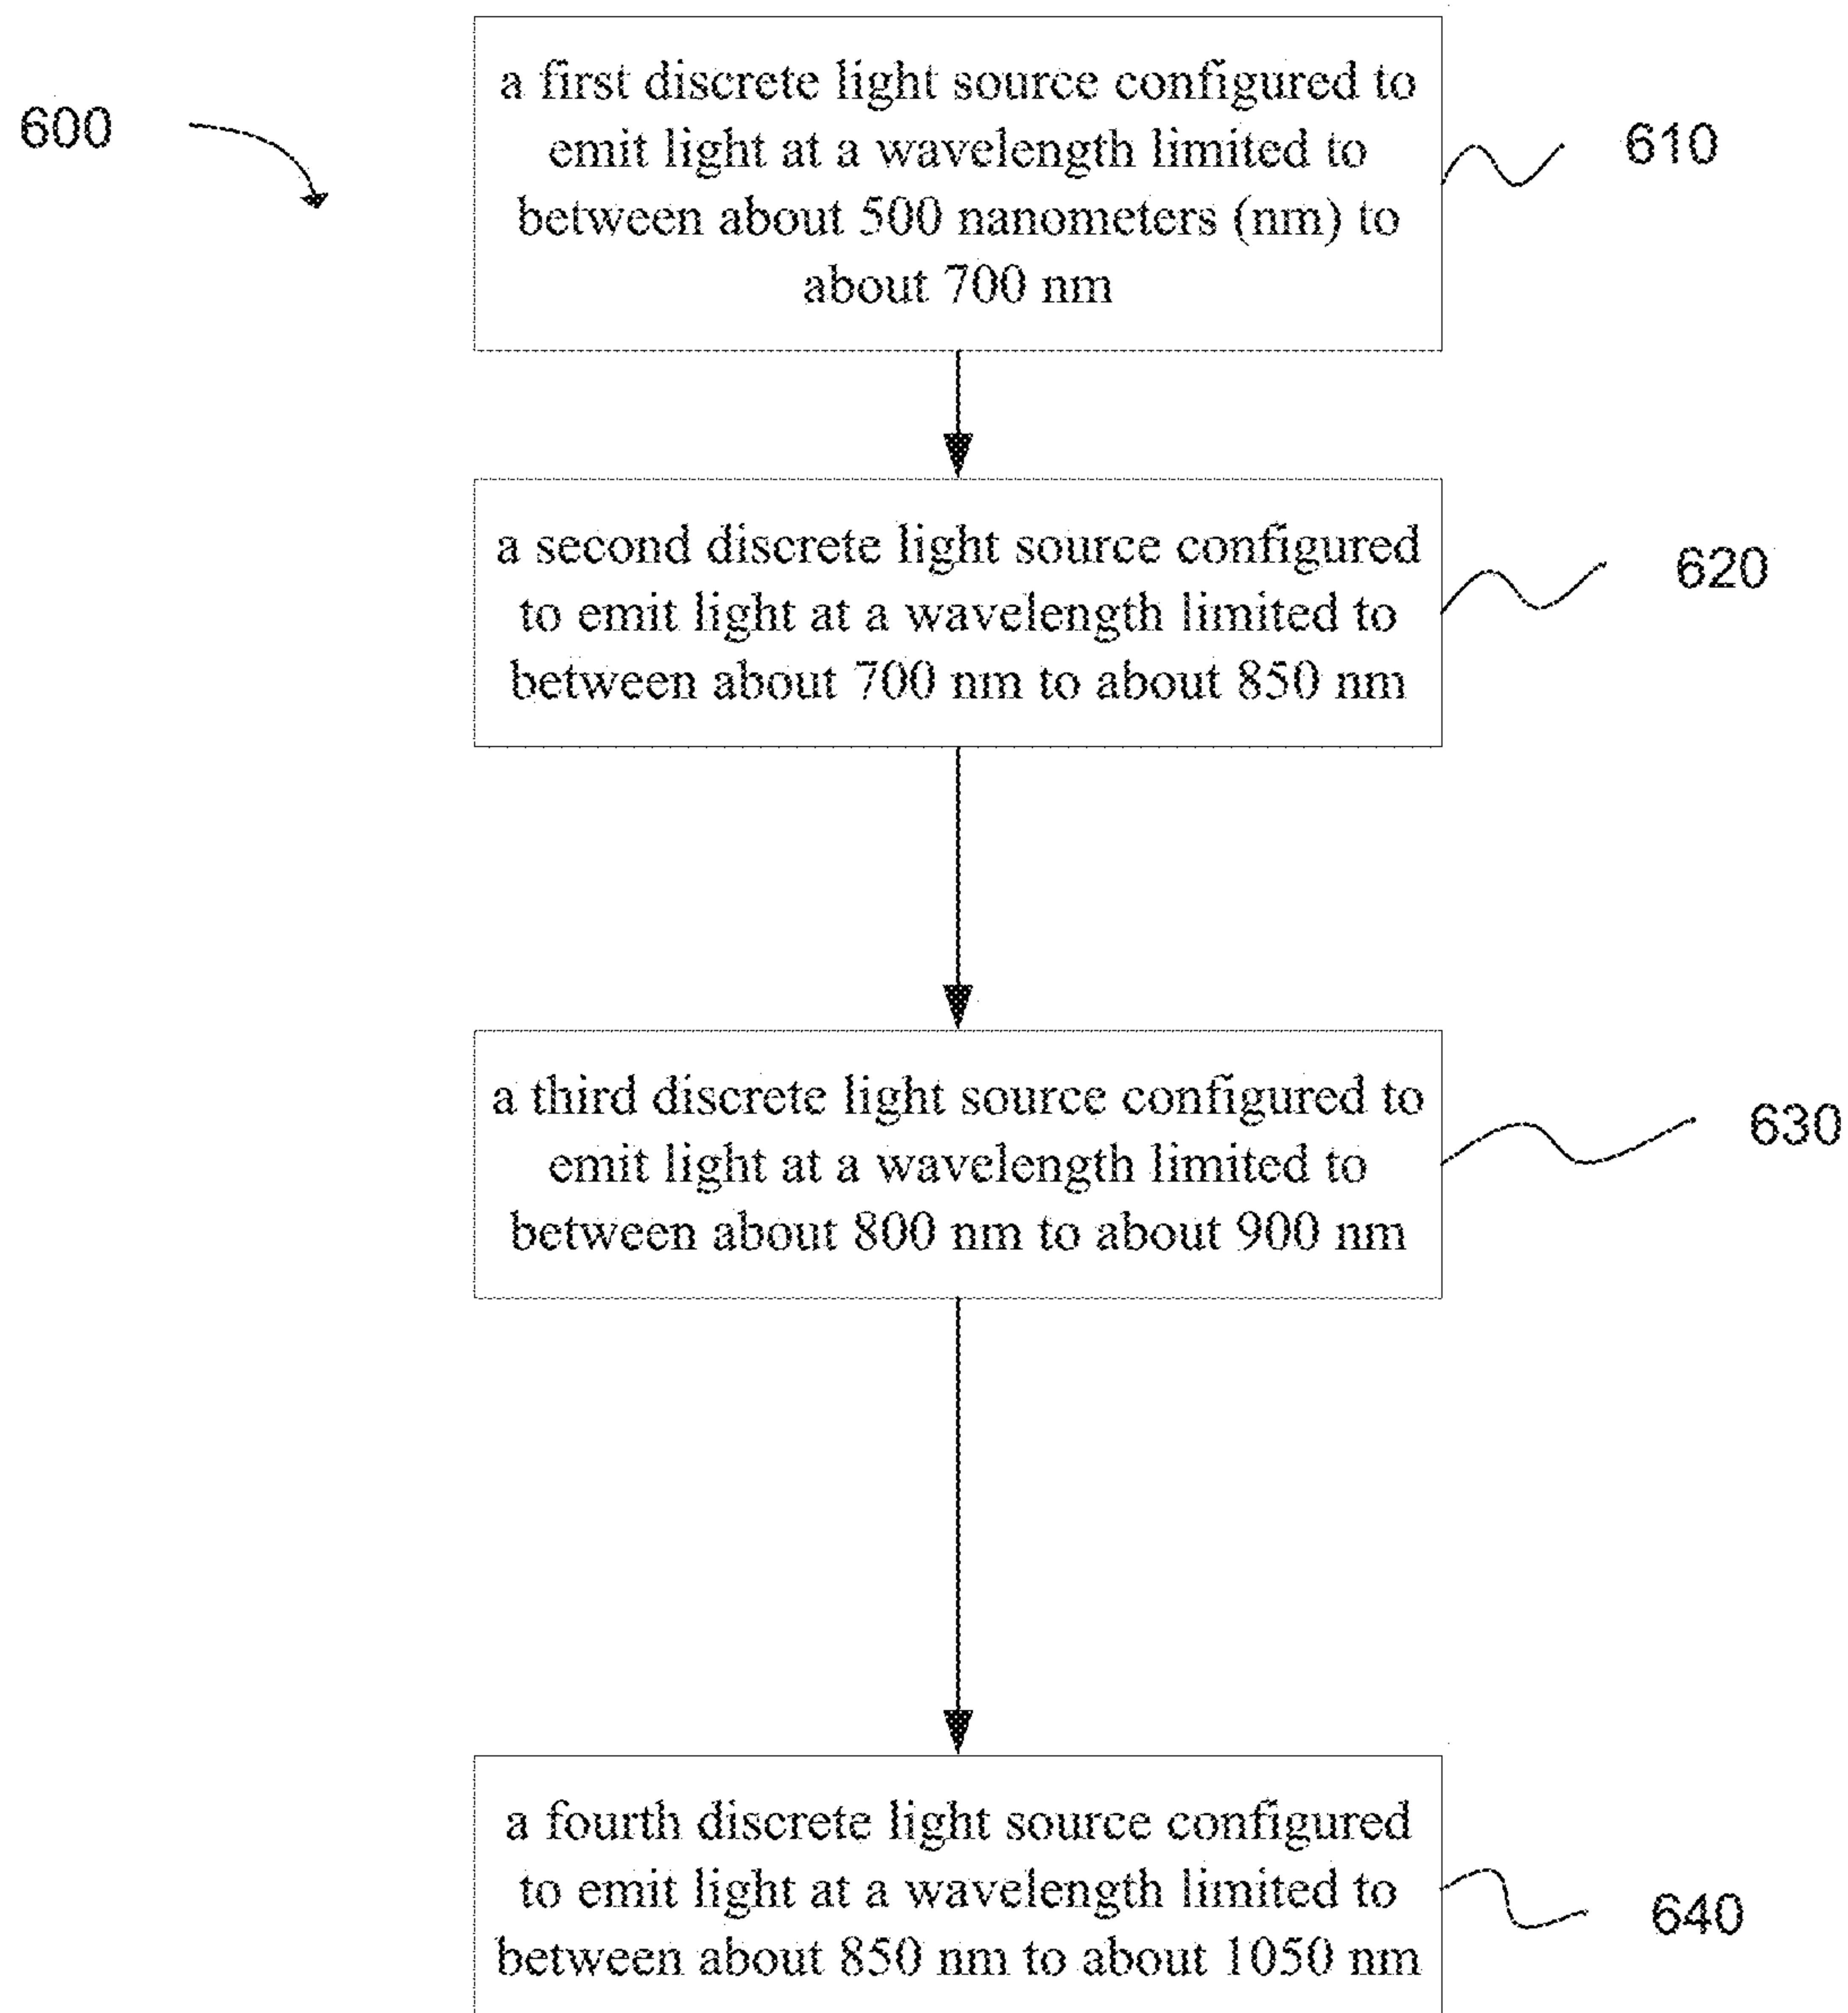 600
a first discrete light source configured to
emit light at a wavelength limited to
between about 500 nanometers (nm) to
about 700 nm
610
a second discrete light source configured
to emit light at a wavelength limited to
between about 700 nm to about 850 nm
620
a third discrete light source configured to
emit light at a wavelength limited to
between about 800 nm to about 900 nm
630
a fourth discrete light source configured
to emit light at a wavelength limited to
between about 850 nm to about 1050 nm
640